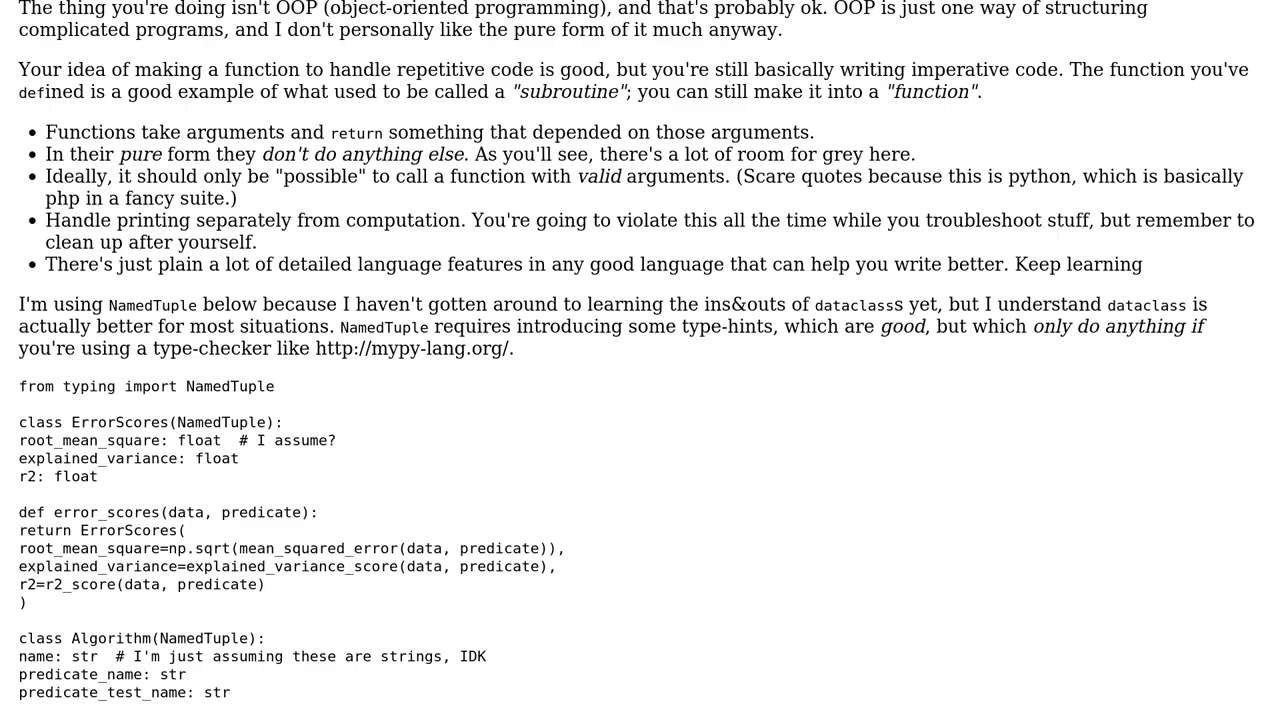 The thing you're doing isn't OOP (object-oriented programming), and that's probably ok. OOP is just one way of structuring
complicated programs, and I don't personally like the pure form of it much anyway.
Your idea of making a function to handle repetitive code is good, but you're still basically writing imperative code. The function you've
defined is a good example of what used to be called a "subroutine"; you can still make it into a "function".
• Functions take arguments and return something that depended on those arguments.
• In their pure form they don't do anything else. As you'll see, there's a lot of room for grey here.
• Ideally, it should only be "possible" to call a function with valid arguments. (Scare quotes because this is python, which is basically
php in a fancy suite.)
• Handle printing separately from computation. You're going to violate this all the time while you troubleshoot stuff, but remember to
clean up after yourself.
• There's just plain a lot of detailed language features in any good language that can help you write better. Keep learning
I'm using NamedTuple below because I haven't gotten around to learning the ins&outs of dataclasss yet, but I understand dataclass is
actually better for most situations. NamedTuple requires introducing some type-hints, which are good, but which only do anything if
you're using a type-checker like http://mypy-lang.org/.
from typing import NamedTuple
class ErrorScores(NamedTuple):
root_mean_square: float  # I assume?
explained_variance: float
r2: float
def error_scores(data, predicate):
return ErrorScores(
root_mean_square=np.sqrt(mean_squared_error(data, predicate)),
explained_variance=explained_variance_score(data, predicate),
r2=r2_score(data, predicate)
)
class Algorithm(NamedTuple):
name: str  # I'm just assuming these are strings, IDK
predicate_name: str
predicate_test_name: str